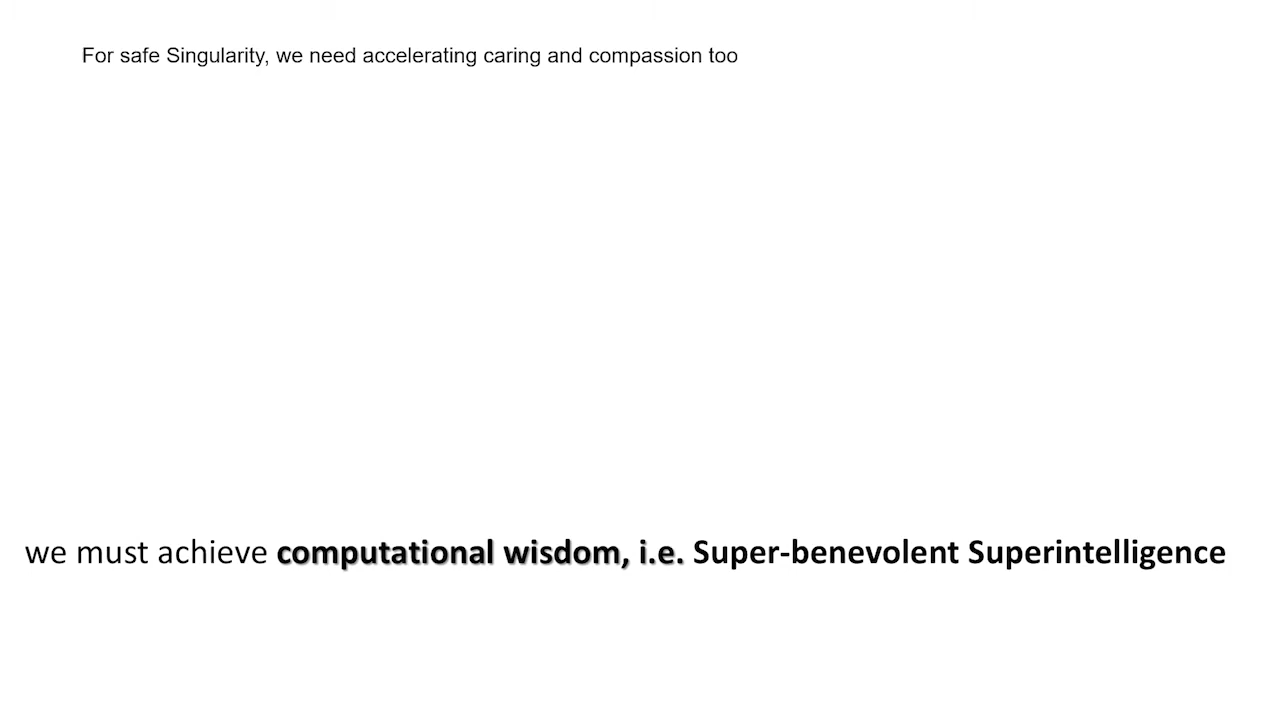 For safe Singularity, we need accelerating caring and compassion too
we must achieve computational wisdom, i.e. Super-benevolent Superintelligence